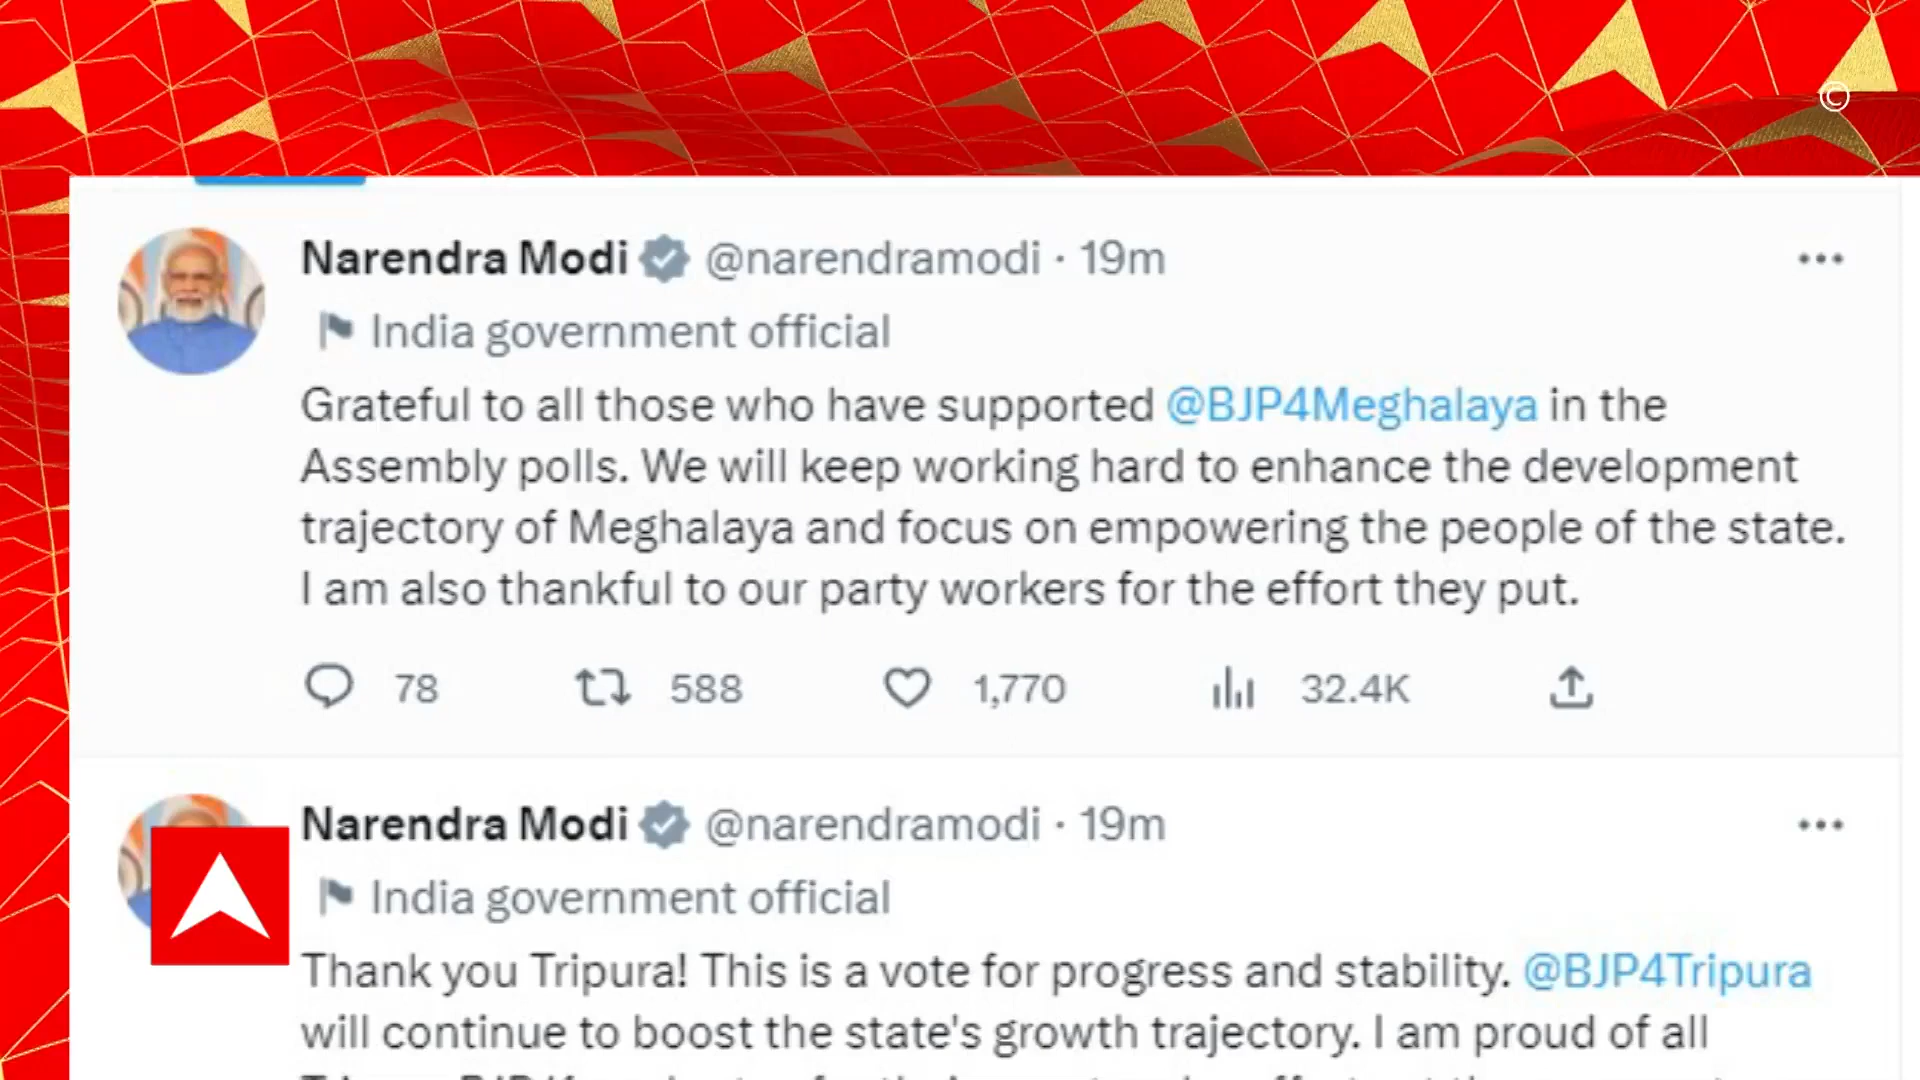 ©
Narendra Modi @narendramodi · 19m
India government official
Grateful to all those who have supported @BJP4Meghalaya in the
Assembly polls. We will keep working hard to enhance the development
trajectory of Meghalaya and focus on empowering the people of the state.
I am also thankful to our party workers for the effort they put.
78 588 1,770 32.4K
Narendra Modi @narendramodi · 19m
India government official
Thank you Tripura! This is a vote for progress and stability. @BJP4Tripura
will continue to boost the state's growth trajectory. I am proud of all